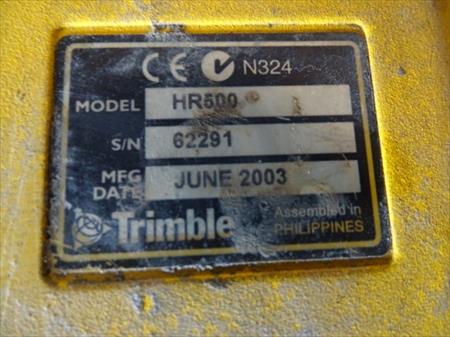 CE N324
MODEL HR500
S/N 62291
MFG DATE JUNE 2003
Trimble Assembled in PHILIPPINES